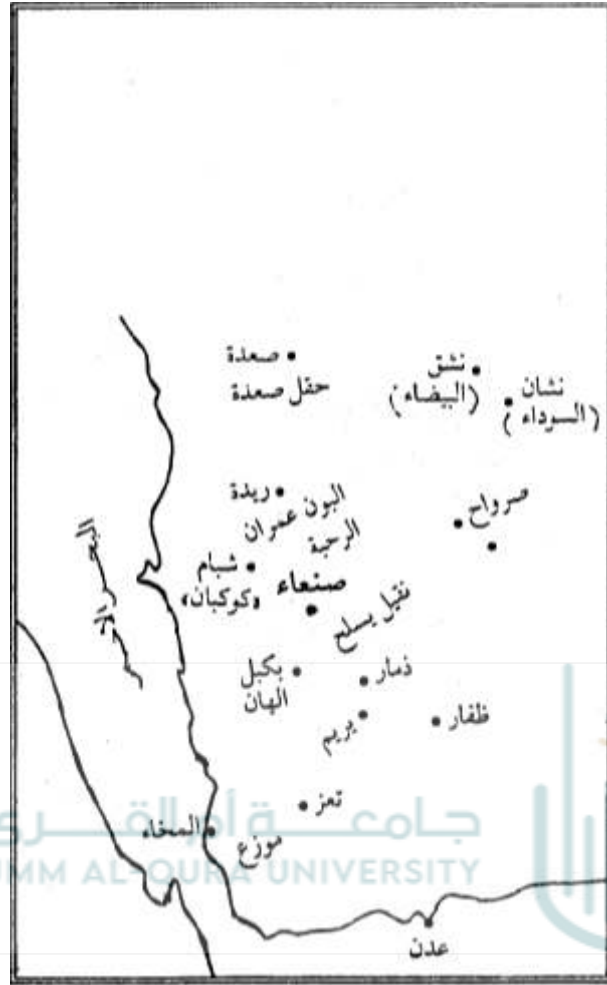 صعدة
حقل صعدة
نشق
(البيضاء)
نشان
(السوداء)
ريدة
البون عمران
الرحبة
صرواح
شبام
«كوكبان»
صنعاء
نقيل يسلح
البحر الاحمر
بكيل
الهان
ذمار
يريم
ظفار
تعز
المخاء
موزع
عدن
جامعة أم القرى
UMM AL-QURA UNIVERSITY